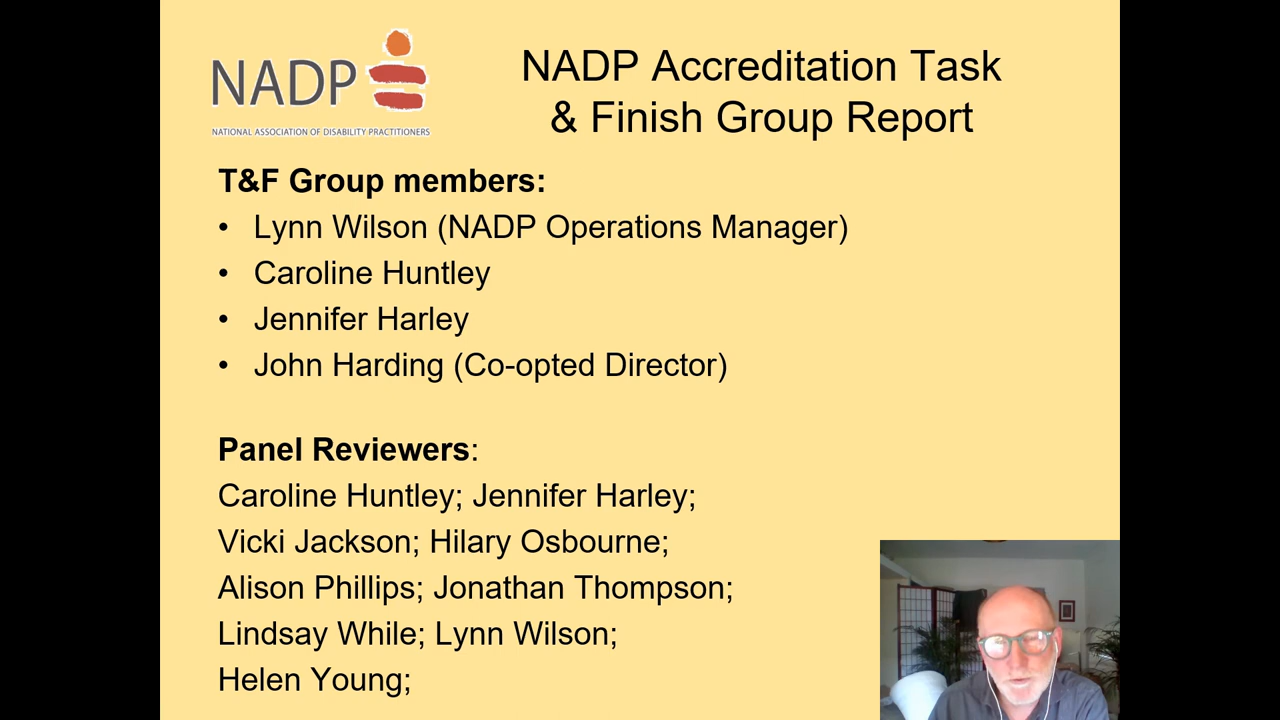 NADP
NATIONAL ASSOCIATION OF DISABILITY PRACTITIONERS
NADP Accreditation Task
& Finish Group Report
T&F Group members:
• Lynn Wilson (NADP Operations Manager)
• Caroline Huntley
• Jennifer Harley
• John Harding (Co-opted Director)
Panel Reviewers:
Caroline Huntley; Jennifer Harley;
Vicki Jackson; Hilary Osbourne;
Alison Phillips; Jonathan Thompson;
Lindsay While; Lynn Wilson;
Helen Young;